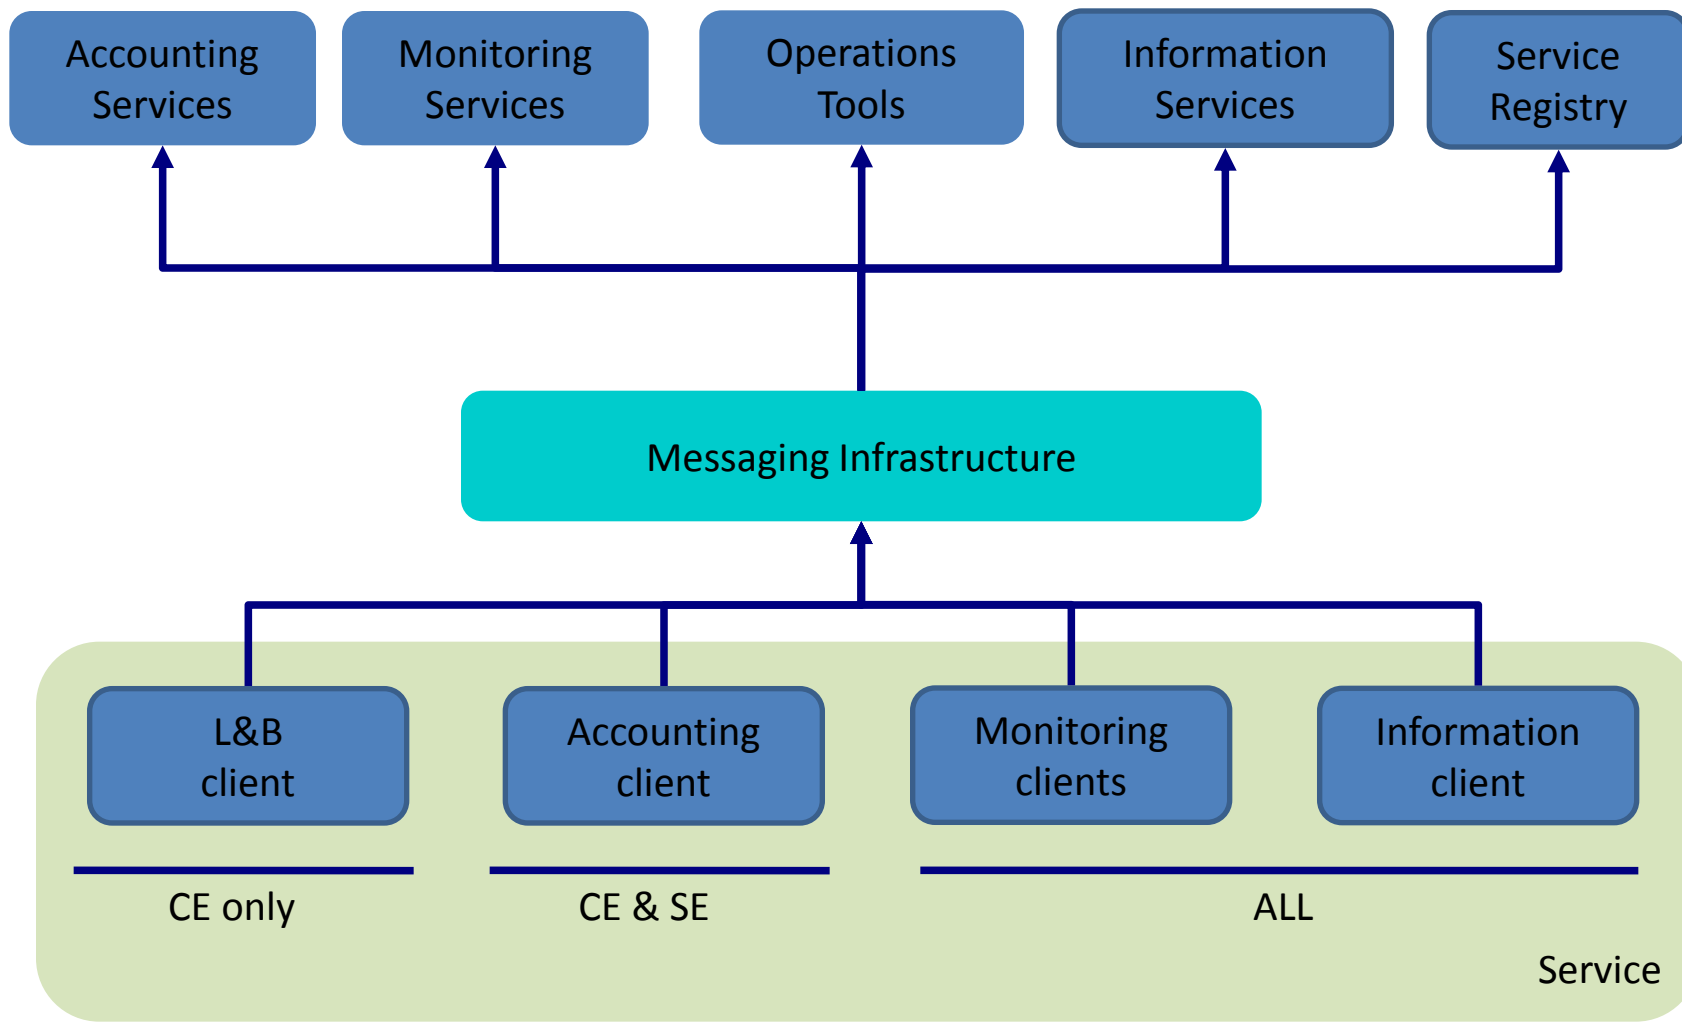 Accounting
Services
Monitoring
Services
Operations
Tools
Information
Services
Service
Registry
Messaging Infrastructure
L&B
client
Accounting
client
Monitoring
clients
Information
client
CE only
CE & SE
ALL
Service